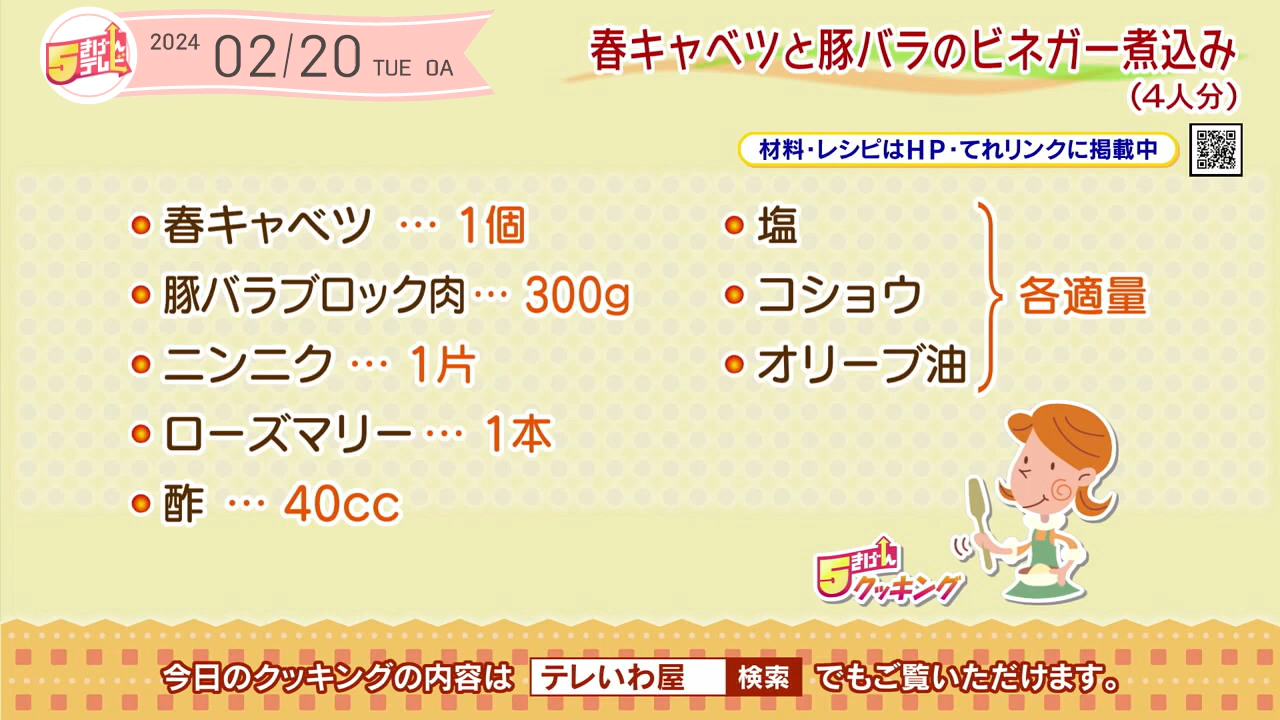 5きげんテレビ
2024 02/20 TUE OA
春キャベツと豚バラのビネガー煮込み
(4人分)
材料・レシピはHP・てれリンクに掲載中
春キャベツ … 1個
豚バラブロック肉… 300g
ニンニク … 1片
ローズマリー… 1本
酢 … 40cc
塩
コショウ
オリーブ油
各適量
5きげんクッキング
今日のクッキングの内容は テレいわ屋 検索 でもご覧いただけます。